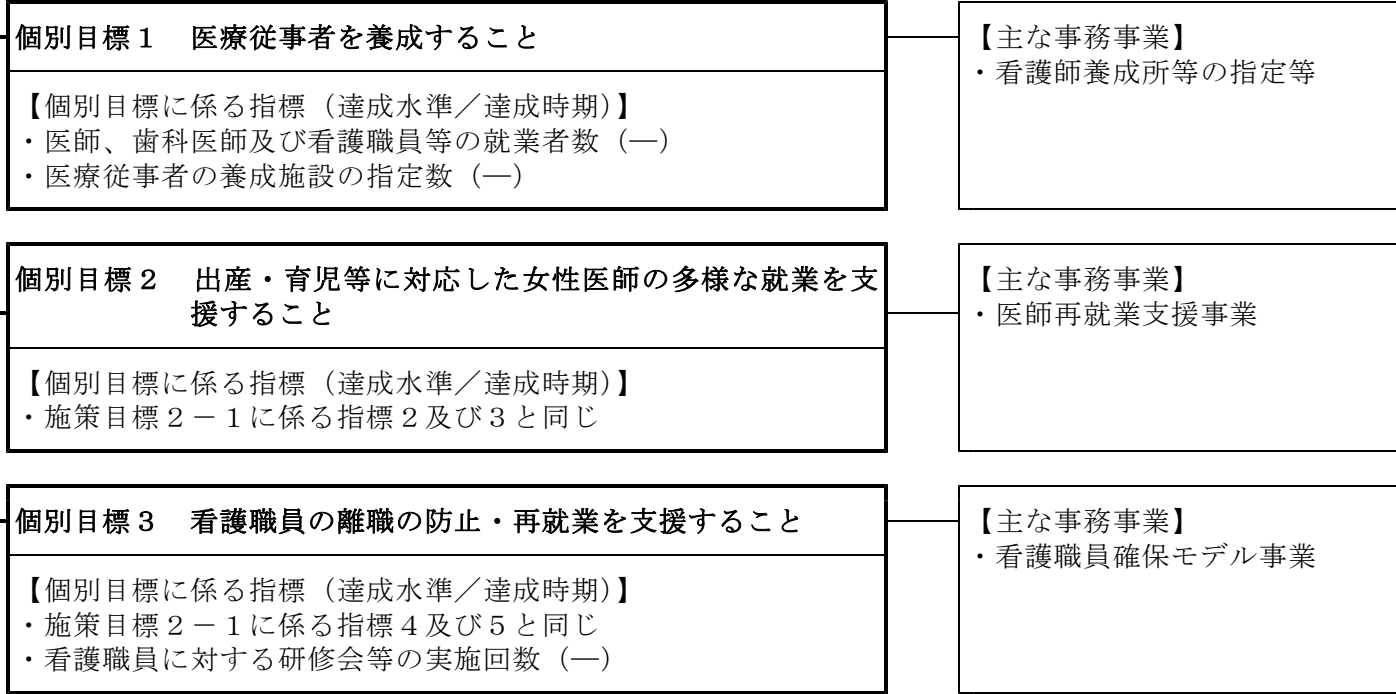 個別目標１　医療従事者を養成すること
【個別目標に係る指標（達成水準／達成時期）】
・医師、歯科医師及び看護職員等の就業者数（―）
・医療従事者の養成施設の指定数（―）
【主な事務事業】
・看護師養成所等の指定等
個別目標２　出産・育児等に対応した女性医師の多様な就業を支
援すること
【個別目標に係る指標（達成水準／達成時期）】
・施策目標２－１に係る指標２及び３と同じ
【主な事務事業】
・医師再就業支援事業
個別目標３　看護職員の離職の防止・再就業を支援すること
【個別目標に係る指標（達成水準／達成時期）】
・施策目標２－１に係る指標４及び５と同じ
・看護職員に対する研修会等の実施回数（―）
【主な事務事業】
・看護職員確保モデル事業